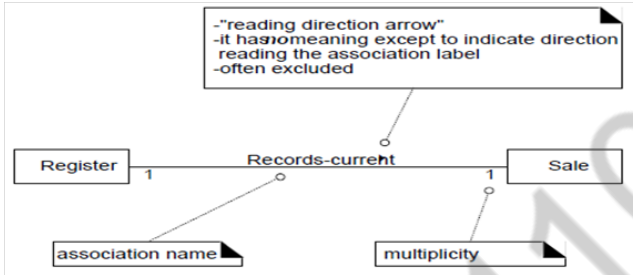 -"reading direction arrow"
-it has no meaning except to indicate direction
reading the association label
-often excluded
Register
Records-current
Sale
1
1
association name
multiplicity